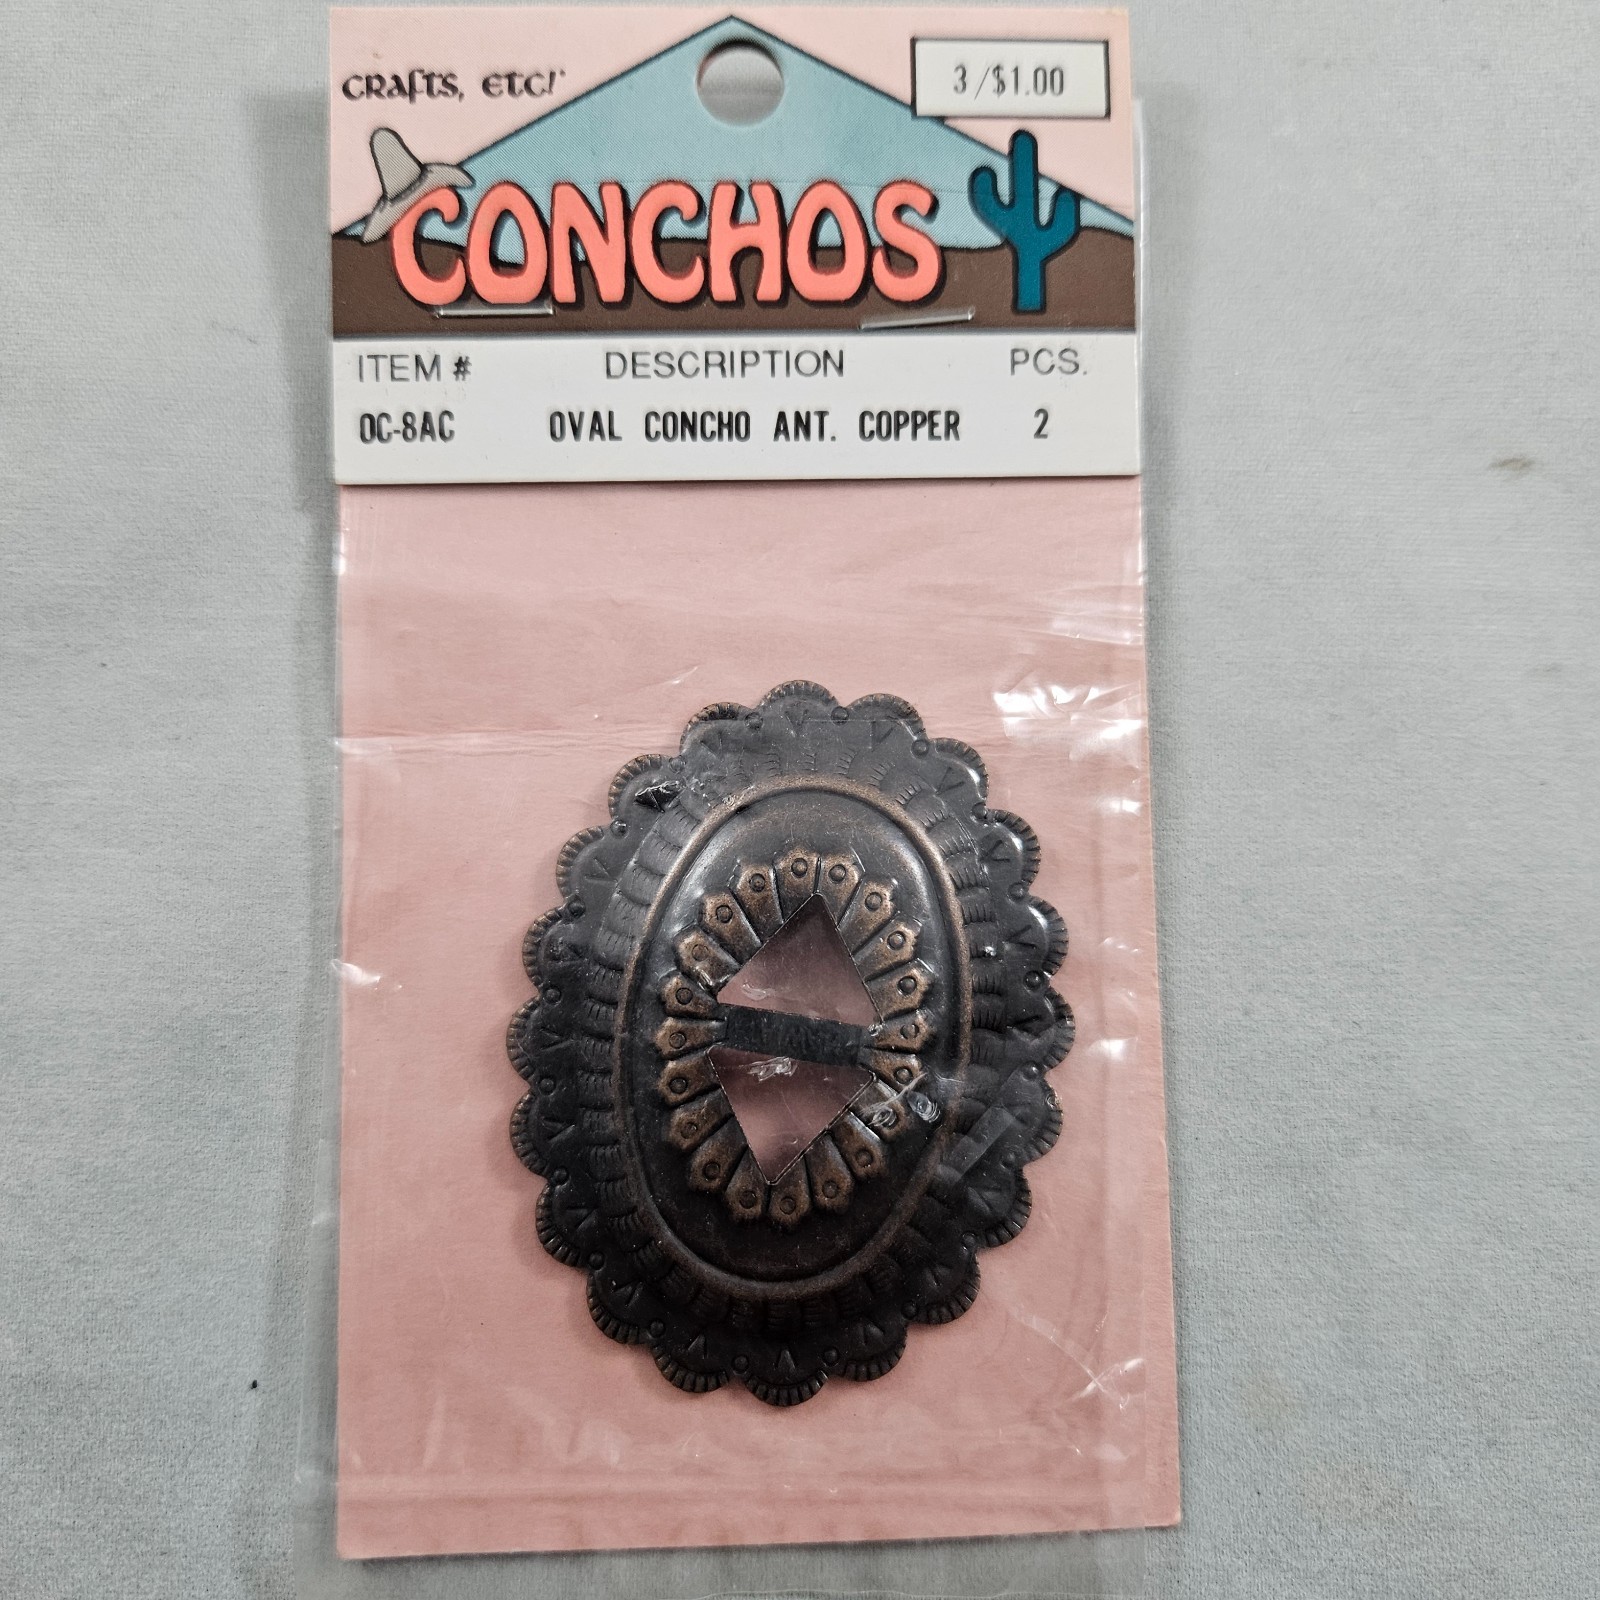 CRAFTS, ETC!
3/$1.00
CONCHOS
ITEM # DESCRIPTION PCS.
OC-8AC OVAL CONCHO ANT. COPPER 2